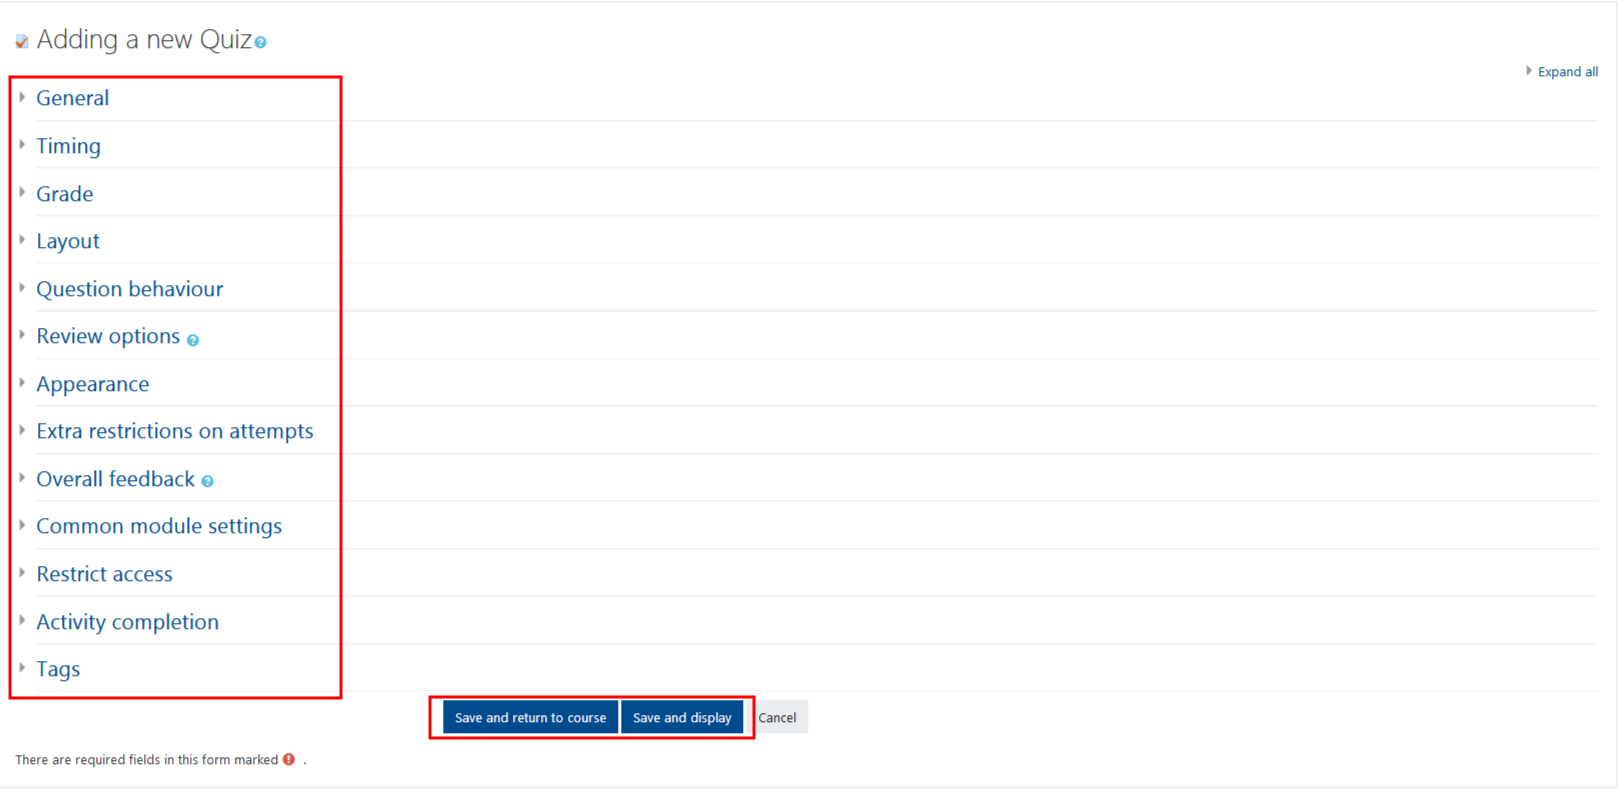 Adding a new Quiz
Expand all
General
Timing
Grade
Layout
Question behaviour
Review options
Appearance
Extra restrictions on attempts
Overall feedback
Common module settings
Restrict access
Activity completion
Tags
Save and return to course Save and display Cancel
There are required fields in this form marked .